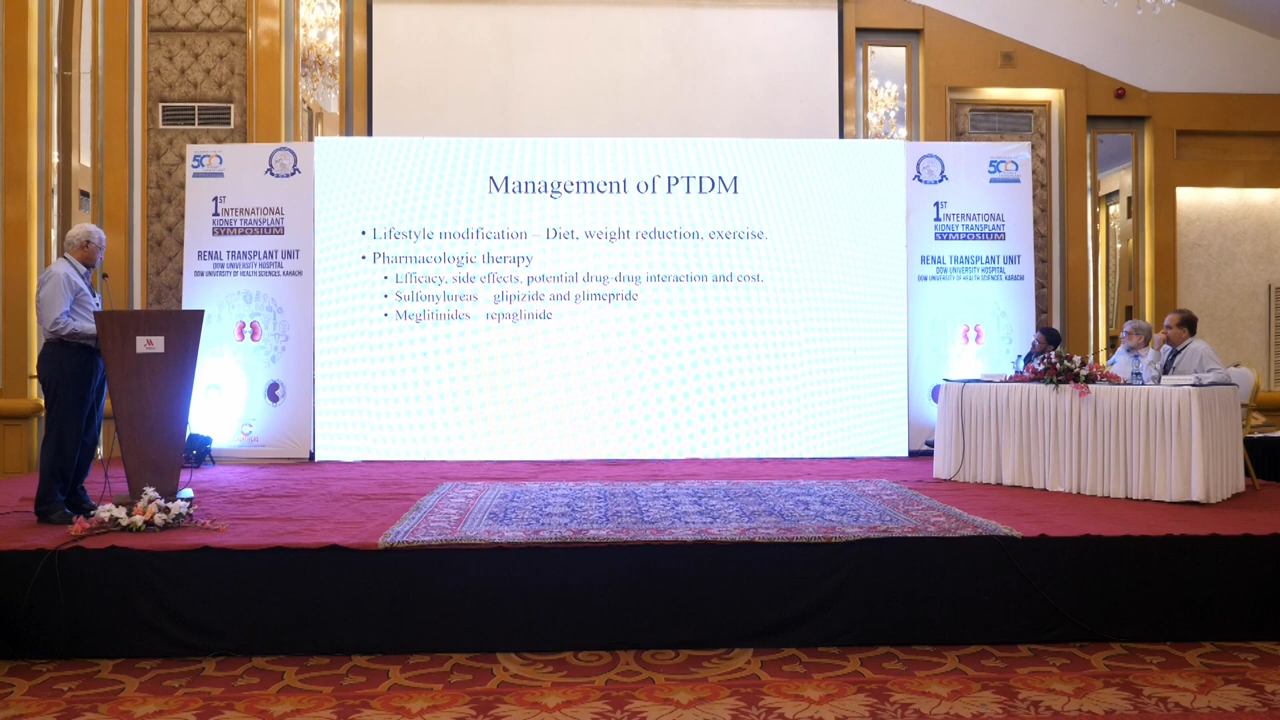 500
1ST
INTERNATIONAL
KIDNEY TRANSPLANT
SYMPOSIUM
RENAL TRANSPLANT UNIT
DOW UNIVERSITY HOSPITAL
DOW UNIVERSITY OF HEALTH SCIENCES, KARACHI
Management of PTDM
• Lifestyle modification – Diet, weight reduction, exercise.
• Pharmacologic therapy
• Efficacy, side effects, potential drug-drug interaction and cost.
• Sulfonylureas – glipizide and glimepride
• Meglitinides – repaglinide
500
1ST
INTERNATIONAL
KIDNEY TRANSPLANT
SYMPOSIUM
RENAL TRANSPLANT UNIT
DOW UNIVERSITY HOSPITAL
DOW UNIVERSITY OF HEALTH SCIENCES, KARACHI